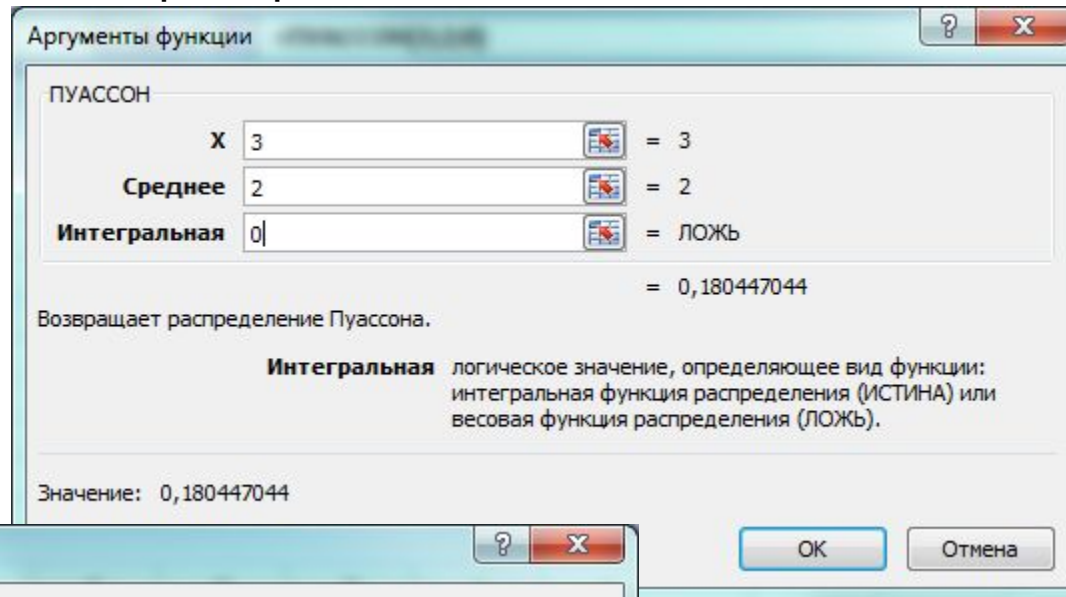 Аргументы функции
ПУАССОН
X 3 = 3
Среднее 2 = 2
Интегральная 0 = ЛОЖЬ
= 0,180447044
Возвращает распределение Пуассона.
Интегральная логическое значение, определяющее вид функции:
интегральная функция распределения (ИСТИНА) или
весовая функция распределения (ЛОЖЬ).
Значение: 0,180447044
OK Отмена